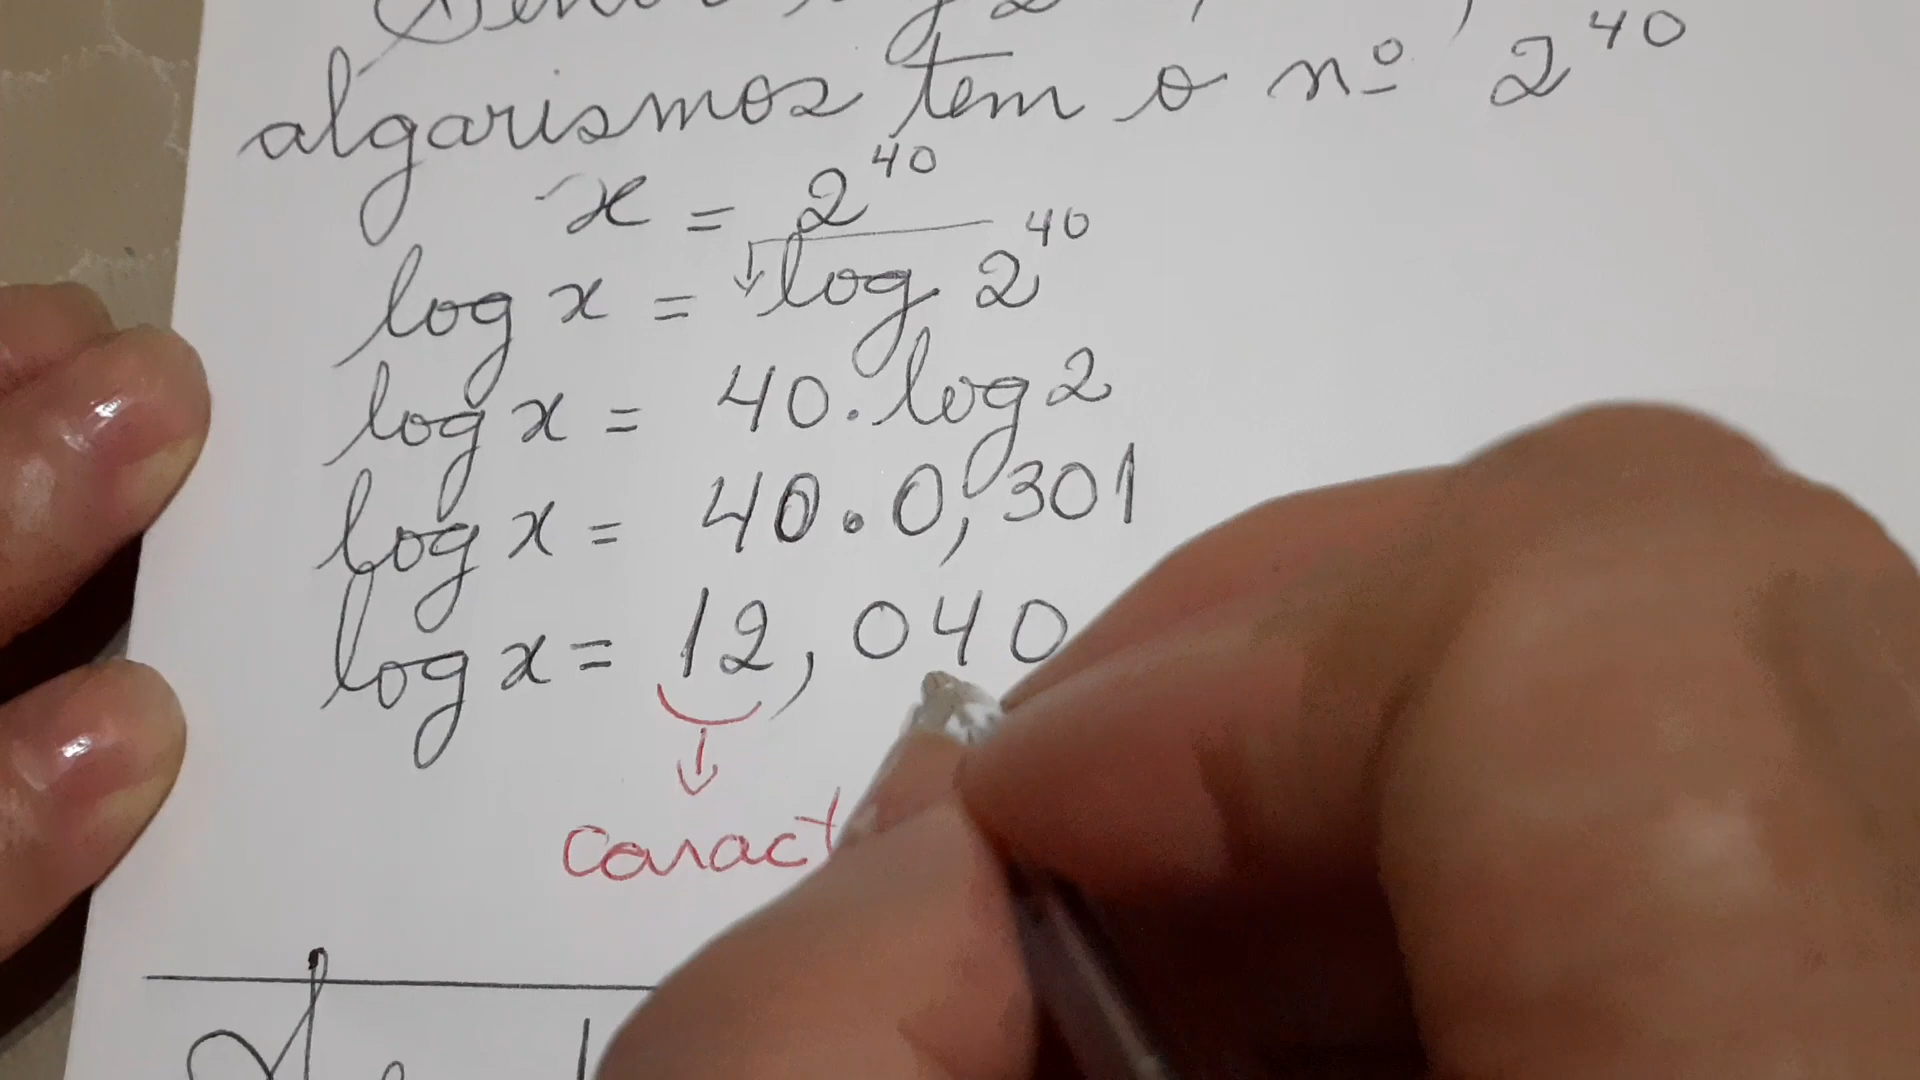 algarismos tem o nº 2⁴⁰
x = 2⁴⁰
log x = log 2⁴⁰
log x = 40 . log 2
log x = 40 . 0,301
log x = 12,040
caract